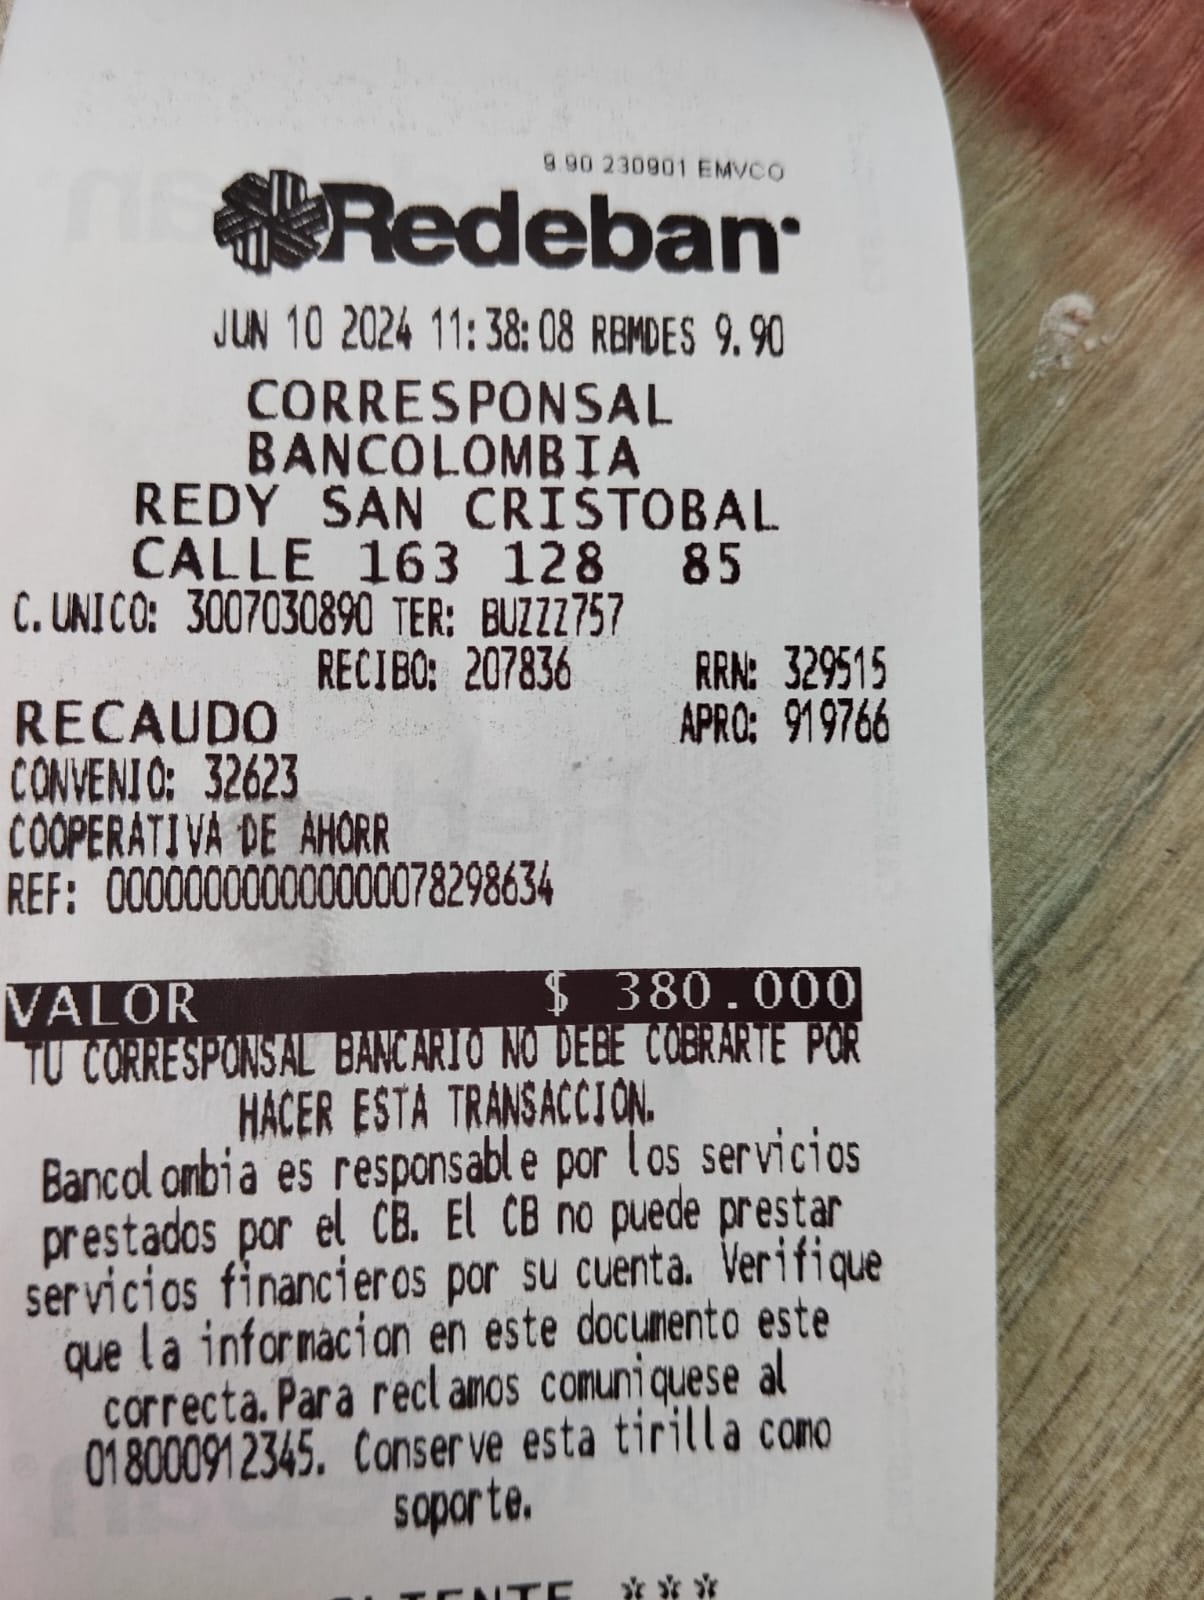 9.90 230901 EMVCO
Redeban
JUN 10 2024 11:38:08 RBMDES 9.90
CORRESPONSAL
BANCOLOMBIA
REDY SAN CRISTOBAL
CALLE 163 128 85
C.UNICO: 3007030890 TER: BUZZZ757
RECIBO: 207836 RRN: 329515
RECAUDO APRO: 919766
CONVENIO: 32623
COOPERATIVA DE AHORR
REF: 000000000000000078298634
VALOR $ 380.000
TU CORRESPONSAL BANCARIO NO DEBE COBRARTE POR
HACER ESTA TRANSACCION.
Bancolombia es responsable por los servicios
prestados por el CB. El CB no puede prestar
servicios financieros por su cuenta. Verifique
que la informacion en este documento este
correcta.Para reclamos comuniquese al
018000912345. Conserve esta tirilla como
soporte.
CLIENTE ***